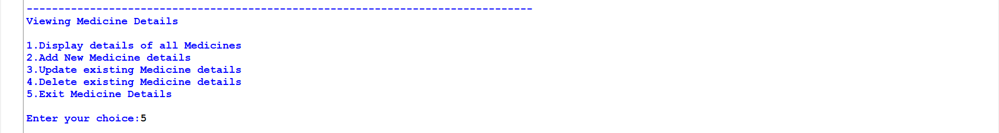 --------------------------------------------------------------------------------
Viewing Medicine Details
1.Display details of all Medicines
2.Add New Medicine details
3.Update existing Medicine details
4.Delete existing Medicine details
5.Exit Medicine Details
Enter your choice:5